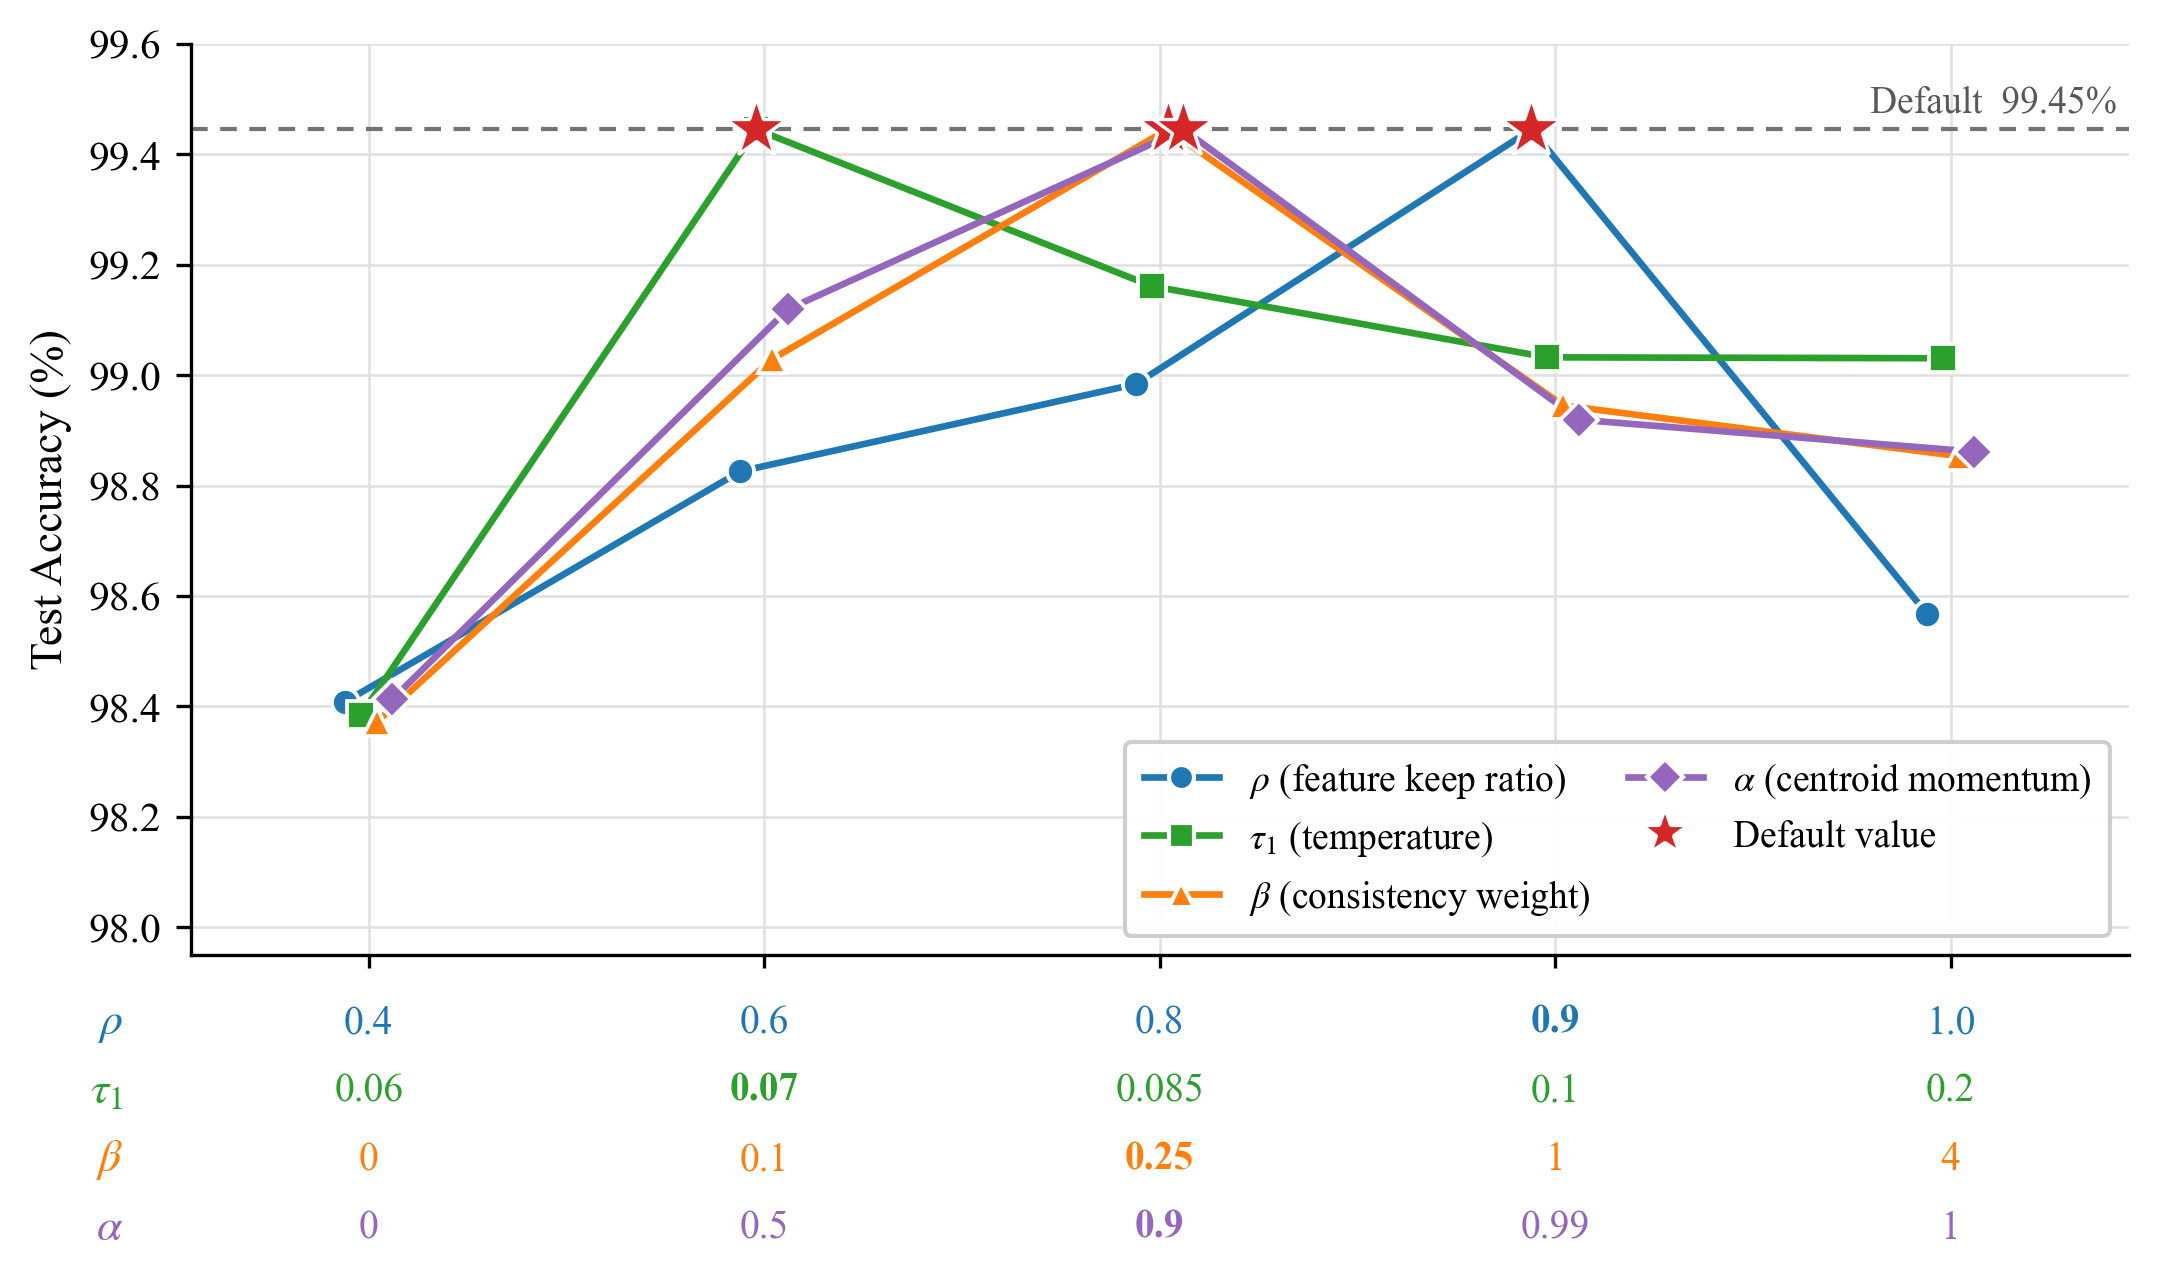 99.6
99.4
99.2
99.0
98.8
98.6
98.4
98.2
98.0
Test Accuracy (%)
Default 99.45%
ρ (feature keep ratio)
τ₁ (temperature)
β (consistency weight)
α (centroid momentum)
Default value
ρ 0.4 0.6 0.8 0.9 1.0
τ₁ 0.06 0.07 0.085 0.1 0.2
β 0 0.1 0.25 1 4
α 0 0.5 0.9 0.99 1